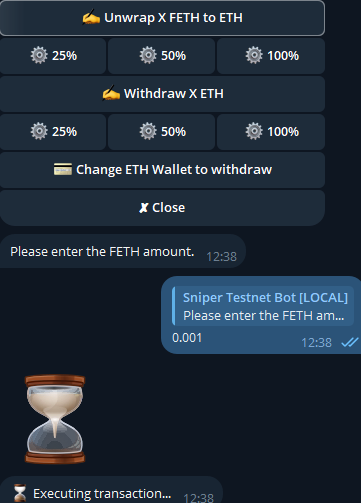 ✍️ Unwrap X FETH to ETH
⚙️ 25% ⚙️ 50% ⚙️ 100%
✍️ Withdraw X ETH
⚙️ 25% ⚙️ 50% ⚙️ 100%
💳 Change ETH Wallet to withdraw
✘ Close
Please enter the FETH amount. 12:38
Sniper Testnet Bot [LOCAL]
Please enter the FETH am...
0.001 12:38
⏳ Executing transaction... 12:38